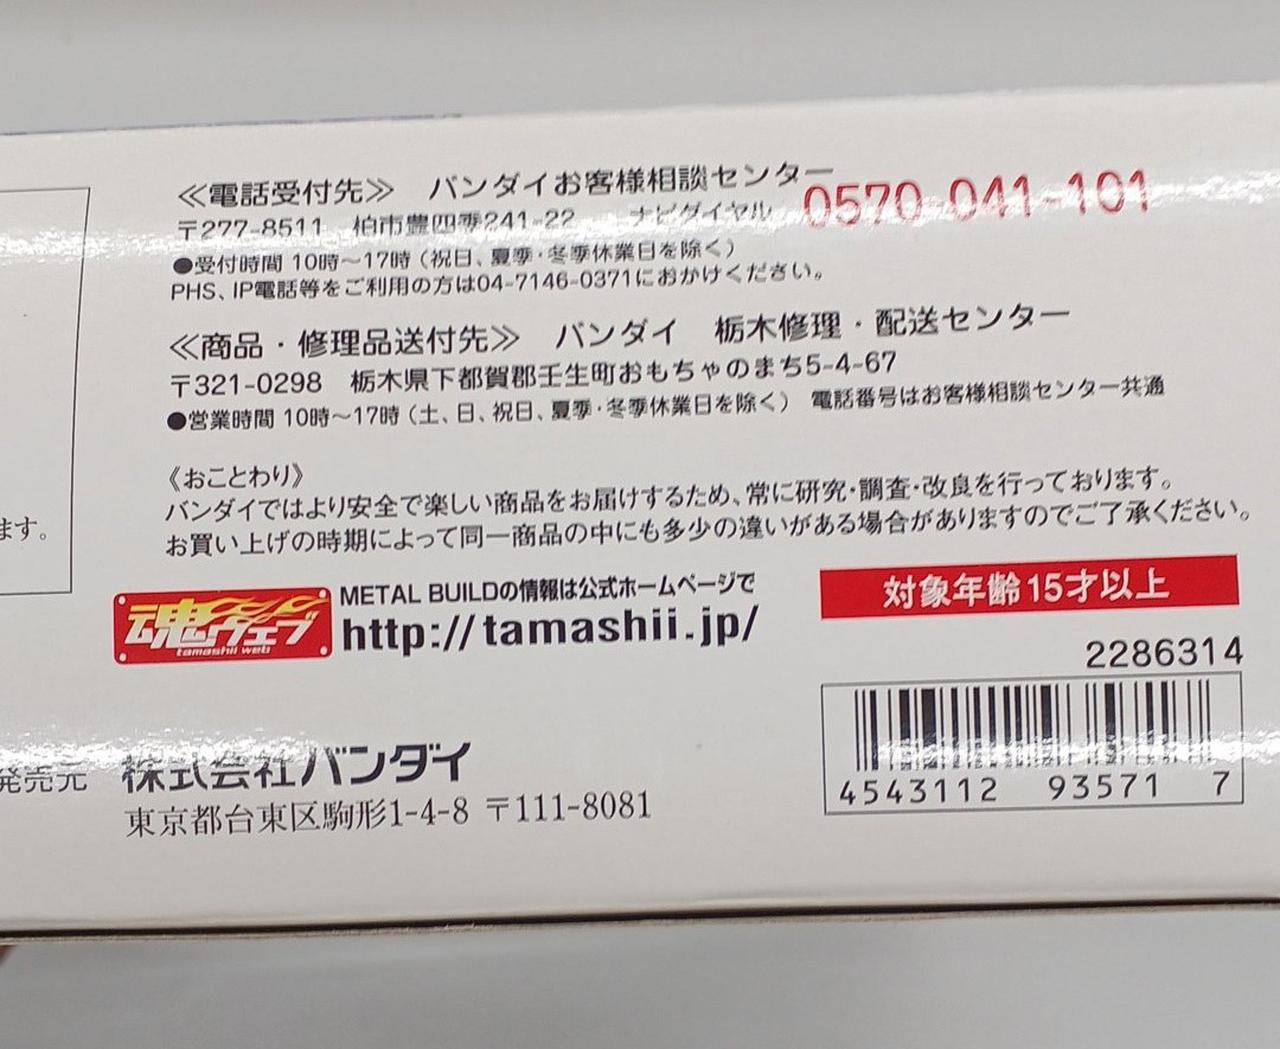 ≪電話受付先≫ バンダイお客様相談センター
〒277-8511 柏市豊四季241-22 ナビダイヤル 0570-041-101
●受付時間 10時〜17時（祝日、夏季・冬季休業日を除く）
PHS、IP電話等をご利用の方は04-7146-0371におかけください。
≪商品・修理品送付先≫ バンダイ 栃木修理・配送センター
〒321-0298 栃木県下都賀郡壬生町おもちゃのまち5-4-67
●営業時間 10時〜17時（土、日、祝日、夏季・冬季休業日を除く） 電話番号はお客様相談センター共通
《おことわり》
バンダイではより安全で楽しい商品をお届けするため、常に研究・調査・改良を行っております。
お買い上げの時期によって同一商品の中にも多少の違いがある場合がありますのでご了承ください。
ます。
魂ウェブ
tamashii web
METAL BUILDの情報は公式ホームページで
http://tamashii.jp/
対象年齢15才以上
2286314
4543112 93571 7
発売元 株式会社バンダイ
東京都台東区駒形1-4-8 〒111-8081